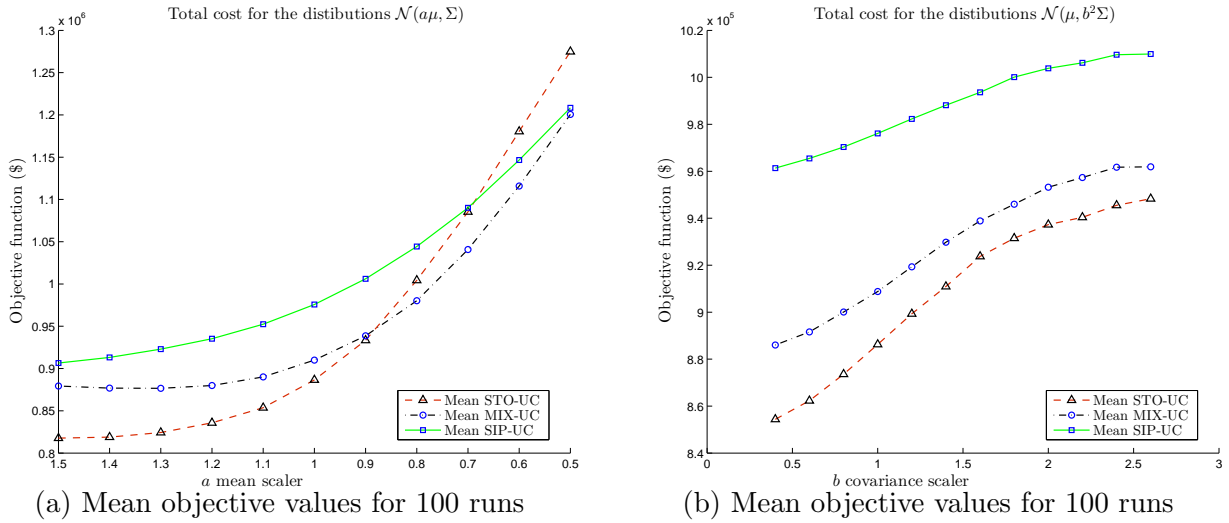 Total cost for the distibutions N(aμ, Σ)
x 10^6
1.3
1.25
1.2
1.15
1.1
1.05
1
0.95
0.9
0.85
0.8
Objective function ($)
Mean STO-UC
Mean MIX-UC
Mean SIP-UC
1.5 1.4 1.3 1.2 1.1 1 0.9 0.8 0.7 0.6 0.5
a mean scaler
(a) Mean objective values for 100 runs
Total cost for the distibutions N(μ, b²Σ)
x 10^5
10.2
10
9.8
9.6
9.4
9.2
9
8.8
8.6
8.4
Objective function ($)
Mean STO-UC
Mean MIX-UC
Mean SIP-UC
0 0.5 1 1.5 2 2.5 3
b covariance scaler
(b) Mean objective values for 100 runs